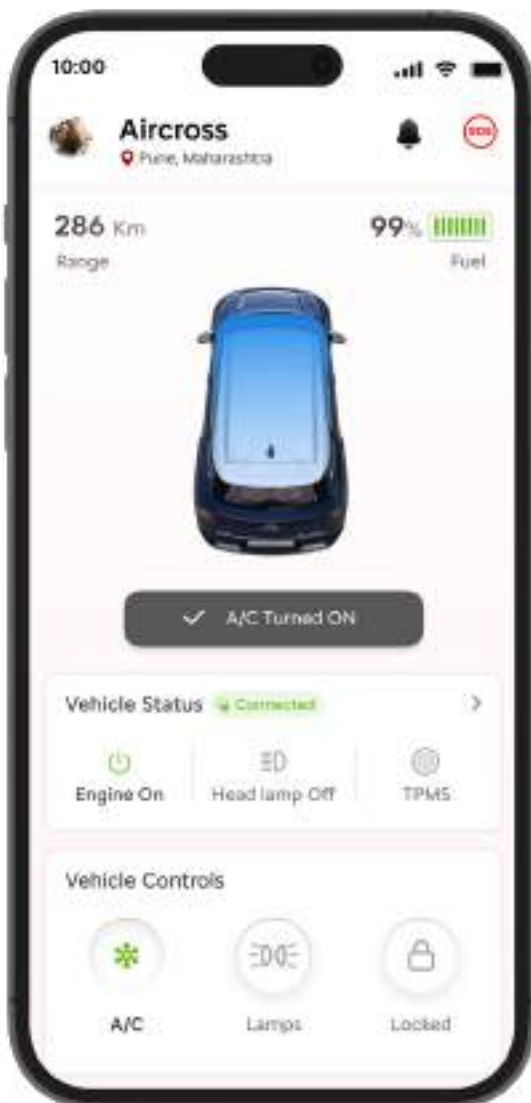 10:00
Aircross
SOS
Pune, Maharashtra
286 Km
99%
Range
Fuel
A/C Turned ON
Vehicle Status
Connected
Engine On
Head lamp Off
TPMS
Vehicle Controls
A/C
Lamps
Locked